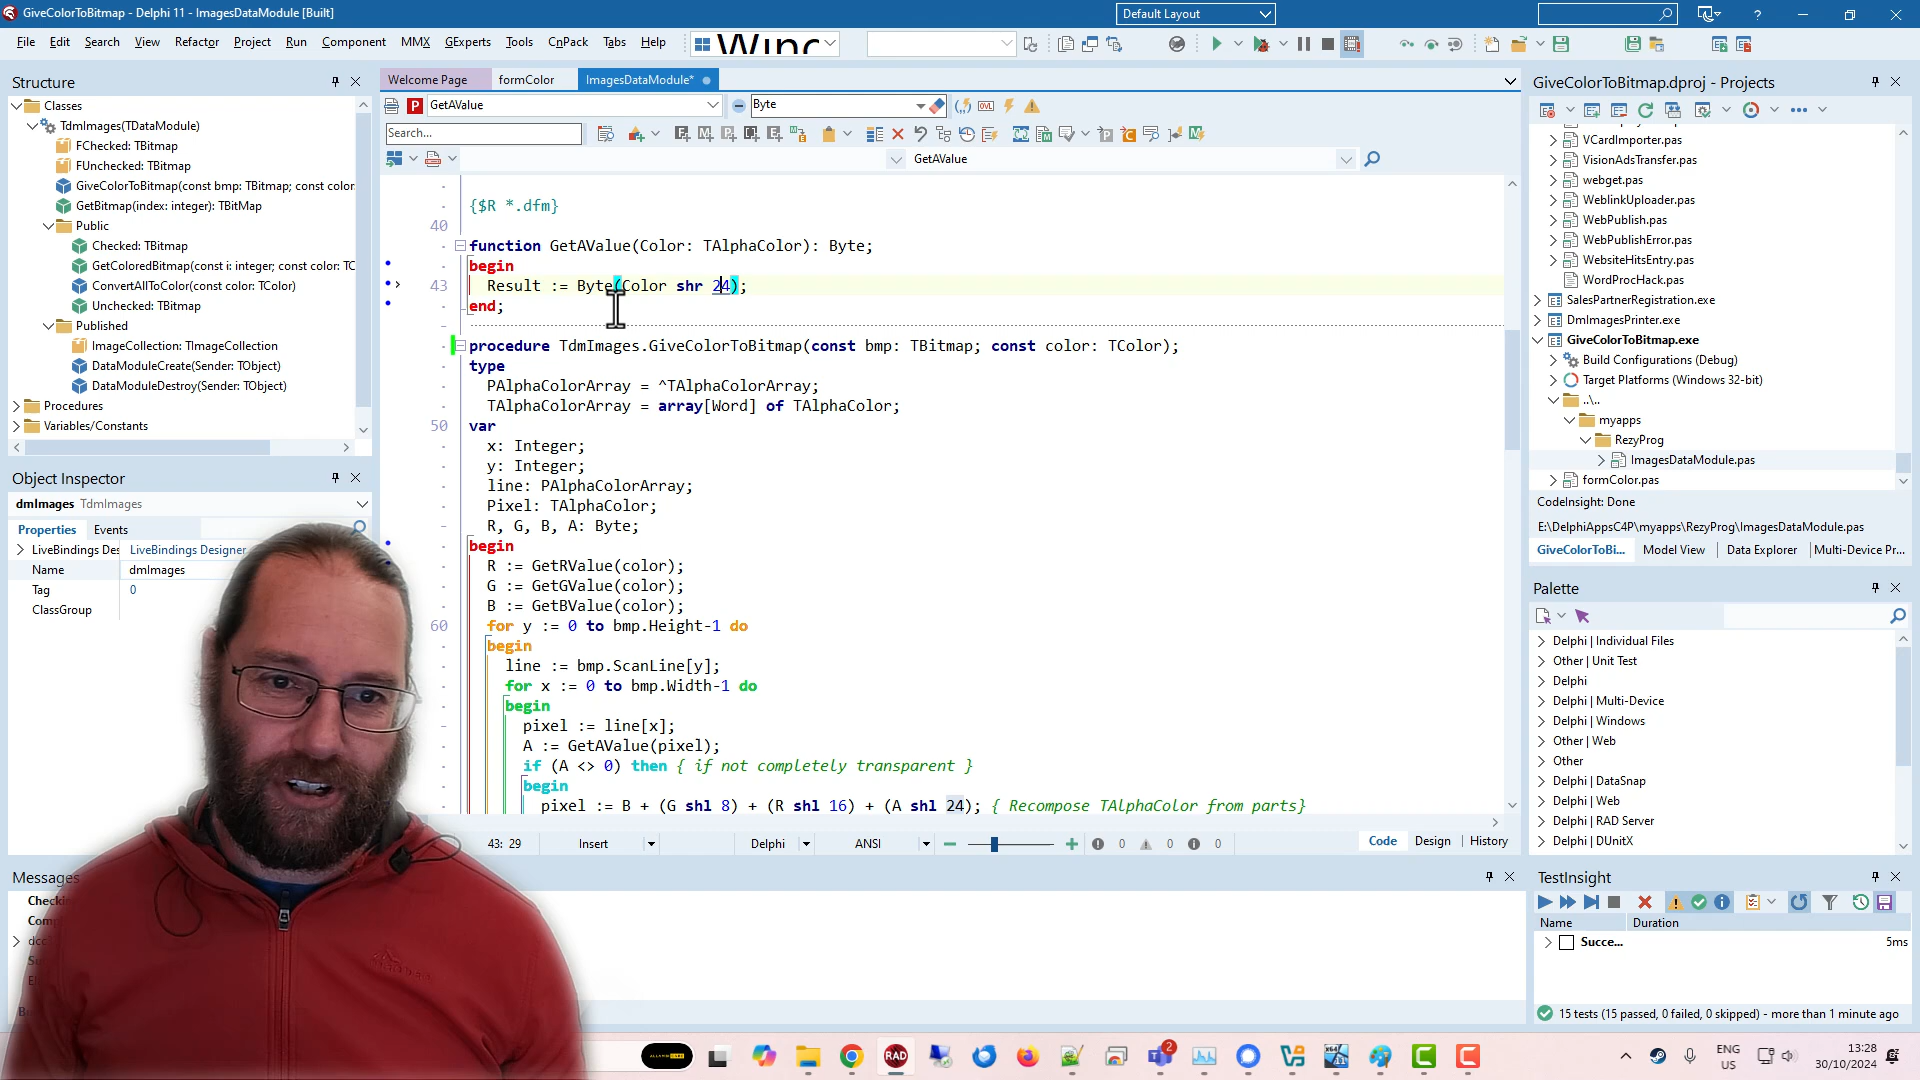 GiveColorToBitmap - Delphi 11 - ImagesDataModule [Built]
Default Layout
File Edit Search View Refactor Project Run Component MMX GExperts Tools CnPack Tabs Help
Structure
Classes
TdmImages(TDataModule)
FChecked: TBitmap
FUnchecked: TBitmap
GiveColorToBitmap(const bmp: TBitmap; const color:
GetBitmap(index: integer): TBitMap
Public
Checked: TBitmap
GetColoredBitmap(const i: integer; const color: TC
ConvertAllToColor(const color: TColor)
Unchecked: TBitmap
Published
ImageCollection: TImageCollection
DataModuleCreate(Sender: TObject)
DataModuleDestroy(Sender: TObject)
Procedures
Variables/Constants
Object Inspector
dmImages TdmImages
Properties Events
LiveBindings Des LiveBindings Designer
Name dmImages
Tag 0
ClassGroup
Welcome Page formColor ImagesDataModule*
GetAValue Byte
Search...
GetAValue
{$R *.dfm}
40
function GetAValue(Color: TAlphaColor): Byte;
begin
43 Result := Byte(Color shr 24);
end;
procedure TdmImages.GiveColorToBitmap(const bmp: TBitmap; const color: TColor);
type
PAlphaColorArray = ^TAlphaColorArray;
TAlphaColorArray = array[Word] of TAlphaColor;
50 var
x: Integer;
y: Integer;
line: PAlphaColorArray;
Pixel: TAlphaColor;
R, G, B, A: Byte;
begin
R := GetRValue(color);
G := GetGValue(color);
B := GetBValue(color);
60 for y := 0 to bmp.Height-1 do
begin
line := bmp.ScanLine[y];
for x := 0 to bmp.Width-1 do
begin
pixel := line[x];
A := GetAValue(pixel);
if (A <> 0) then { if not completely transparent }
begin
pixel := B + (G shl 8) + (R shl 16) + (A shl 24); { Recompose TAlphaColor from parts}
43: 29 Insert Delphi ANSI 0 0 0 Code Design History
Messages
GiveColorToBitmap.dproj - Projects
VCardImporter.pas
VisionAdsTransfer.pas
webget.pas
WeblinkUploader.pas
WebPublish.pas
WebPublishError.pas
WebsiteHitsEntry.pas
WordProcHack.pas
SalesPartnerRegistration.exe
DmImagesPrinter.exe
GiveColorToBitmap.exe
Build Configurations (Debug)
Target Platforms (Windows 32-bit)
..\..
myapps
RezyProg
ImagesDataModule.pas
formColor.pas
CodeInsight: Done
E:\DelphiAppsC4P\myapps\RezyProg\ImagesDataModule.pas
GiveColorToBi... Model View Data Explorer Multi-Device Pr...
Palette
Delphi | Individual Files
Other | Unit Test
Delphi
Delphi | Multi-Device
Delphi | Windows
Other | Web
Other
Delphi | DataSnap
Delphi | Web
Delphi | RAD Server
Delphi | DUnitX
TestInsight
Name Duration
Succe... 5ms
15 tests (15 passed, 0 failed, 0 skipped) - more than 1 minute ago
RAD
2
ENG
US
13:28
30/10/2024